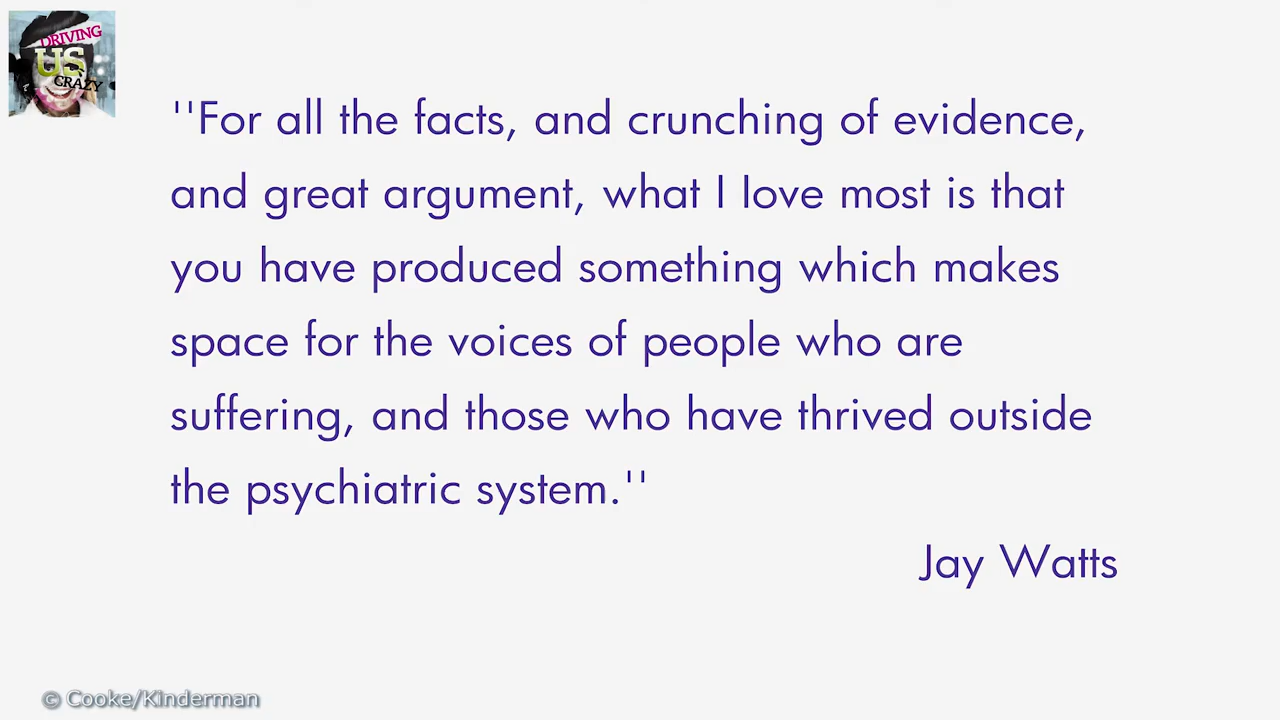 DRIVING
US
CRAZY
''For all the facts, and crunching of evidence,
and great argument, what I love most is that
you have produced something which makes
space for the voices of people who are
suffering, and those who have thrived outside
the psychiatric system.''
Jay Watts
© Cooke/Kinderman